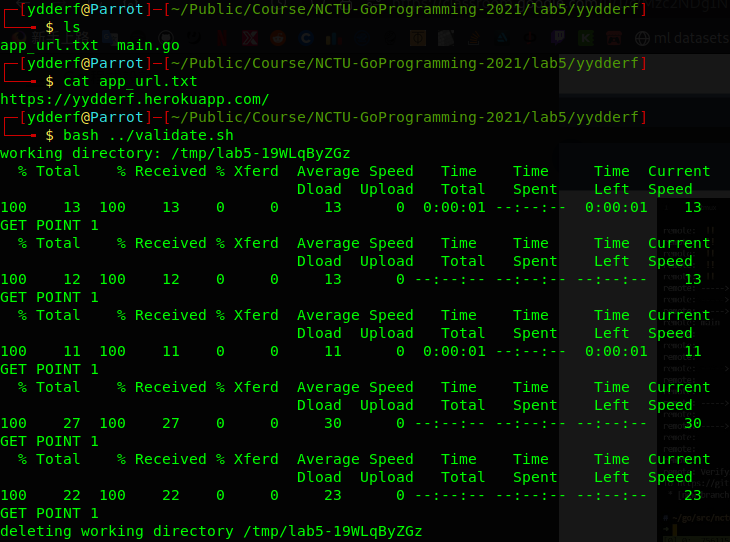 ┌─[ydderf@Parrot]─[~/Public/Course/NCTU-GoProgramming-2021/lab5/yydderf]
└──╼ $ ls
app_url.txt  main.go
┌─[ydderf@Parrot]─[~/Public/Course/NCTU-GoProgramming-2021/lab5/yydderf]
└──╼ $ cat app_url.txt
https://yydderf.herokuapp.com/
┌─[ydderf@Parrot]─[~/Public/Course/NCTU-GoProgramming-2021/lab5/yydderf]
└──╼ $ bash ../validate.sh
working directory: /tmp/lab5-19WLqByZGz
  % Total    % Received % Xferd  Average Speed   Time    Time     Time  Current
                                 Dload  Upload   Total   Spent    Left  Speed
100    13  100    13    0     0     13      0  0:00:01 --:--:--  0:00:01    13
GET POINT 1
  % Total    % Received % Xferd  Average Speed   Time    Time     Time  Current
                                 Dload  Upload   Total   Spent    Left  Speed
100    12  100    12    0     0     13      0 --:--:-- --:--:-- --:--:--    13
GET POINT 1
  % Total    % Received % Xferd  Average Speed   Time    Time     Time  Current
                                 Dload  Upload   Total   Spent    Left  Speed
100    11  100    11    0     0     11      0  0:00:01 --:--:--  0:00:01    11
GET POINT 1
  % Total    % Received % Xferd  Average Speed   Time    Time     Time  Current
                                 Dload  Upload   Total   Spent    Left  Speed
100    27  100    27    0     0     30      0 --:--:-- --:--:-- --:--:--    30
GET POINT 1
  % Total    % Received % Xferd  Average Speed   Time    Time     Time  Current
                                 Dload  Upload   Total   Spent    Left  Speed
100    22  100    22    0     0     23      0 --:--:-- --:--:-- --:--:--    23
GET POINT 1
deleting working directory /tmp/lab5-19WLqByZGz
ml datasets